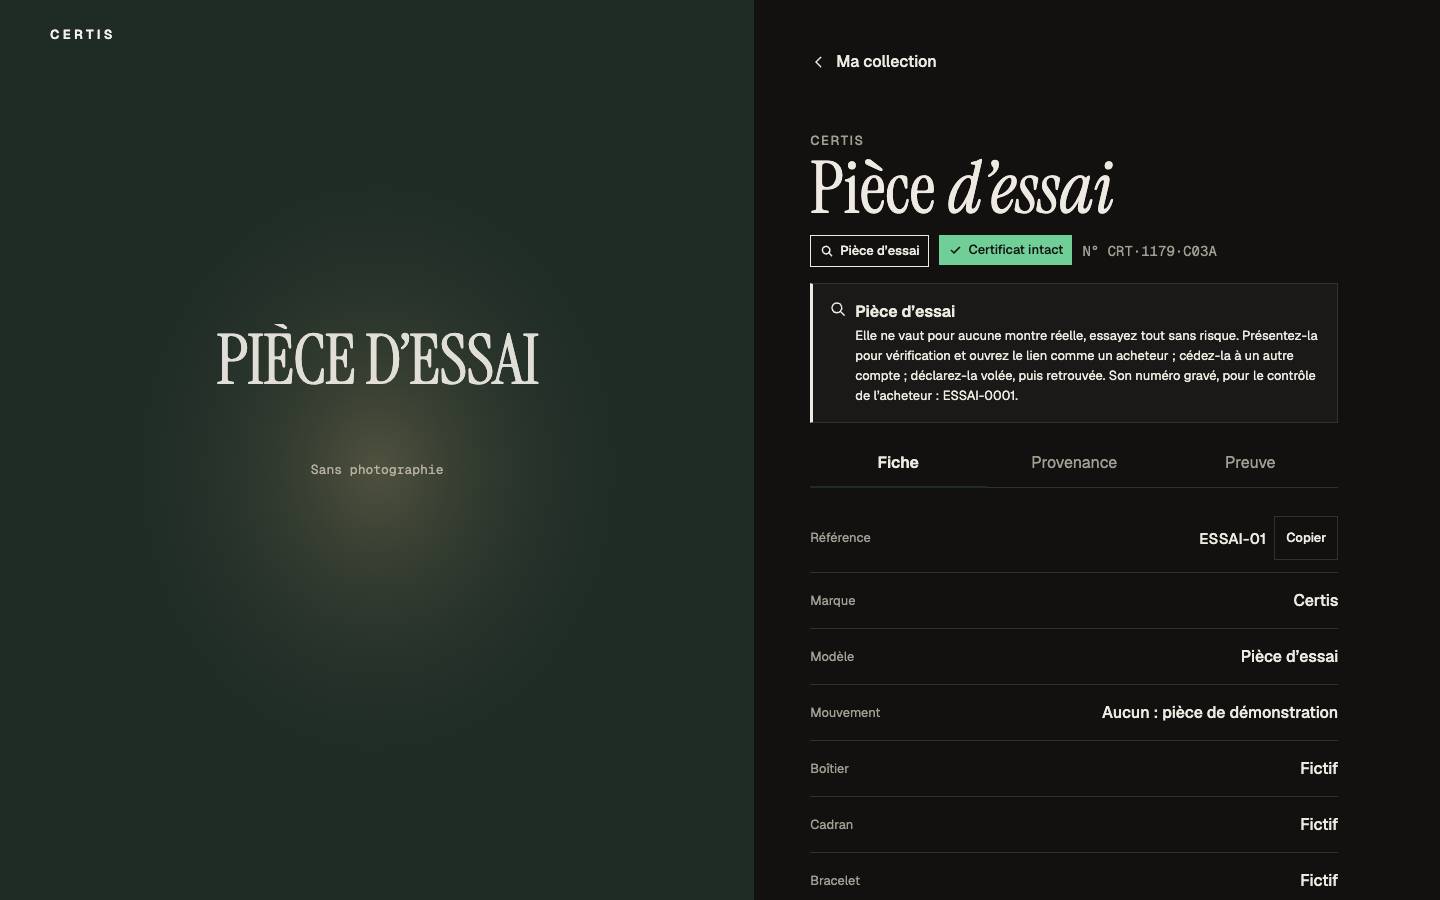 CERTIS
PIÈCE D’ESSAI
Sans photographie
Ma collection
CERTIS
Pièce d’essai
Pièce d’essai
Certificat intact
N° CRT·1179·C03A
Pièce d’essai
Elle ne vaut pour aucune montre réelle, essayez tout sans risque. Présentez-la
pour vérification et ouvrez le lien comme un acheteur ; cédez-la à un autre
compte ; déclarez-la volée, puis retrouvée. Son numéro gravé, pour le contrôle
de l’acheteur : ESSAI-0001.
Fiche
Provenance
Preuve
Référence
ESSAI-01
Copier
Marque
Certis
Modèle
Pièce d’essai
Mouvement
Aucun : pièce de démonstration
Boîtier
Fictif
Cadran
Fictif
Bracelet
Fictif